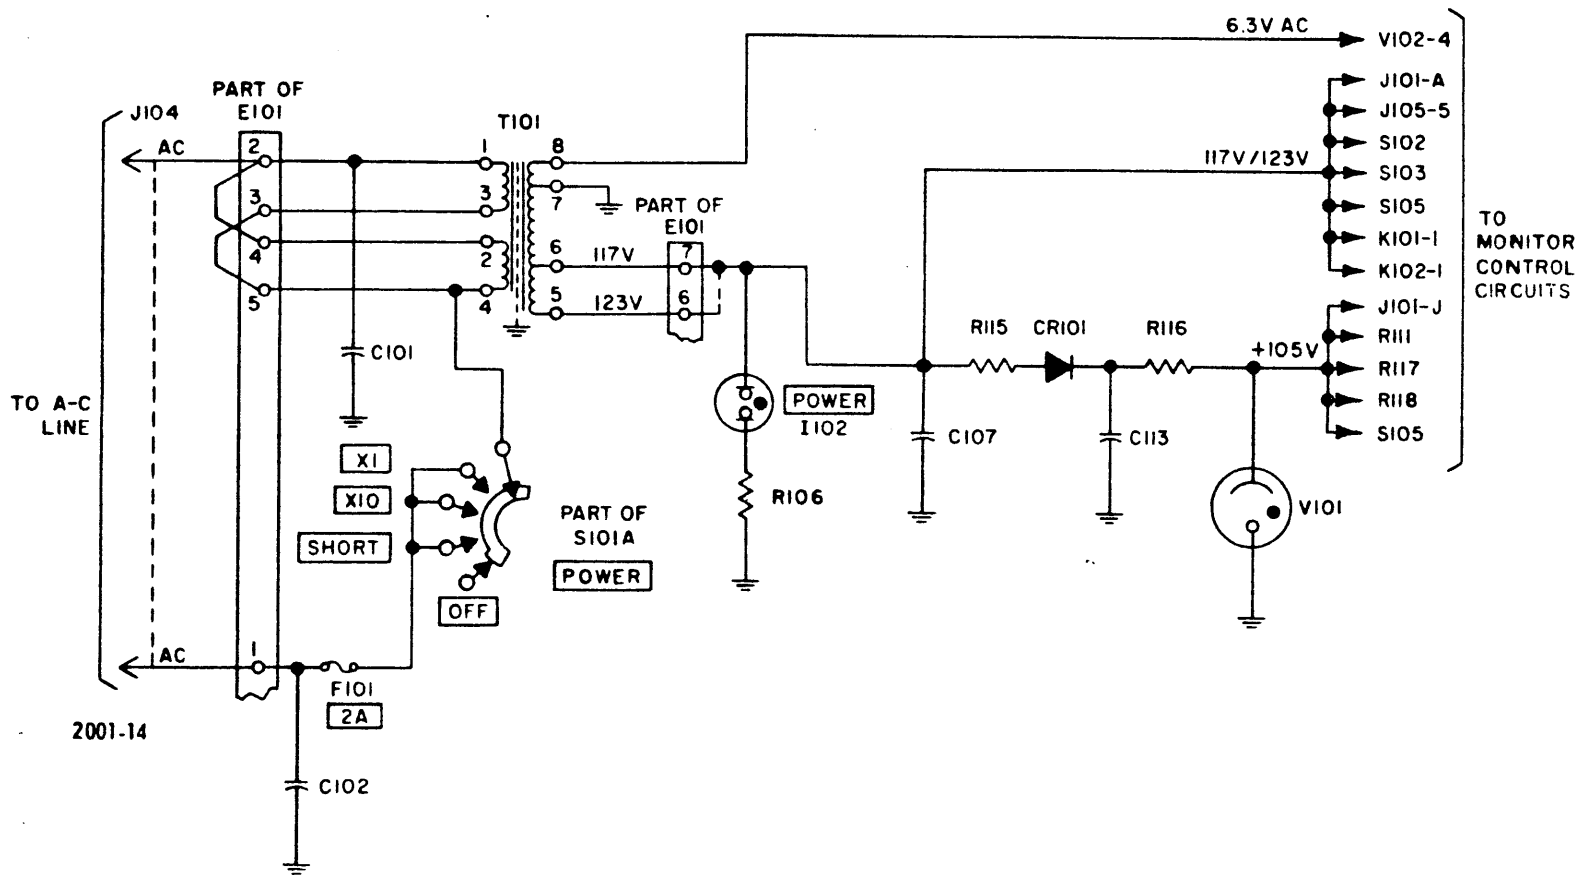 6.3V AC
V102-4
J101-A
J105-5
S102
117V/123V
S103
S105
K101-1
K102-1
J101-J
R111
+105V
R117
R118
S105
TO
MONITOR
CONTROL
CIRCUITS
J104
PART OF
E101
AC
2
3
4
5
T101
1
3
2
4
8
7
6
5
117V
123V
PART OF
E101
7
6
C101
TO A-C
LINE
X1
X10
SHORT
OFF
PART OF
S101A
POWER
POWER
I102
R106
R115
CR101
R116
C107
C113
V101
AC
1
F101
2A
C102
2001-14